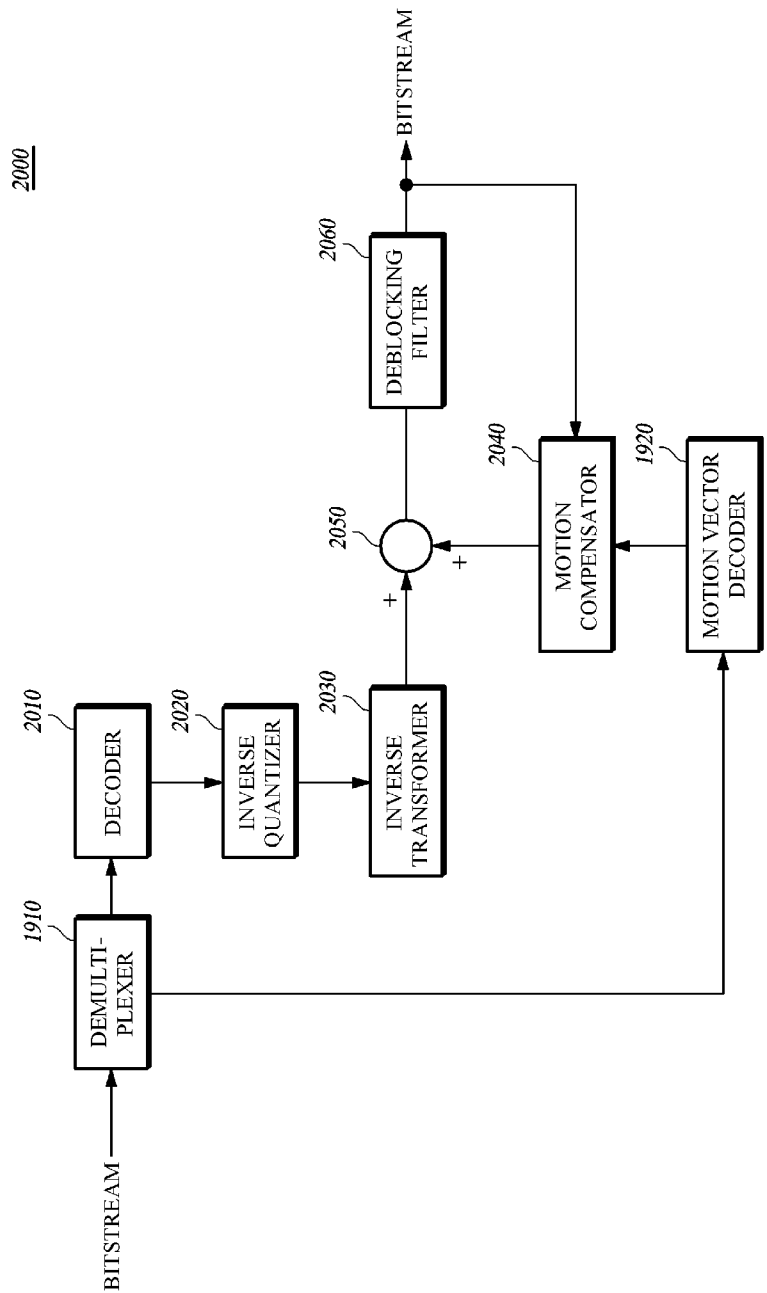 2000
BITSTREAM
1910
DEMULTI-
PLEXER
2010
DECODER
2020
INVERSE
QUANTIZER
2030
INVERSE
TRANSFORMER
+
+
2050
2060
DEBLOCKING
FILTER
BITSTREAM
2040
MOTION
COMPENSATOR
1920
MOTION VECTOR
DECODER